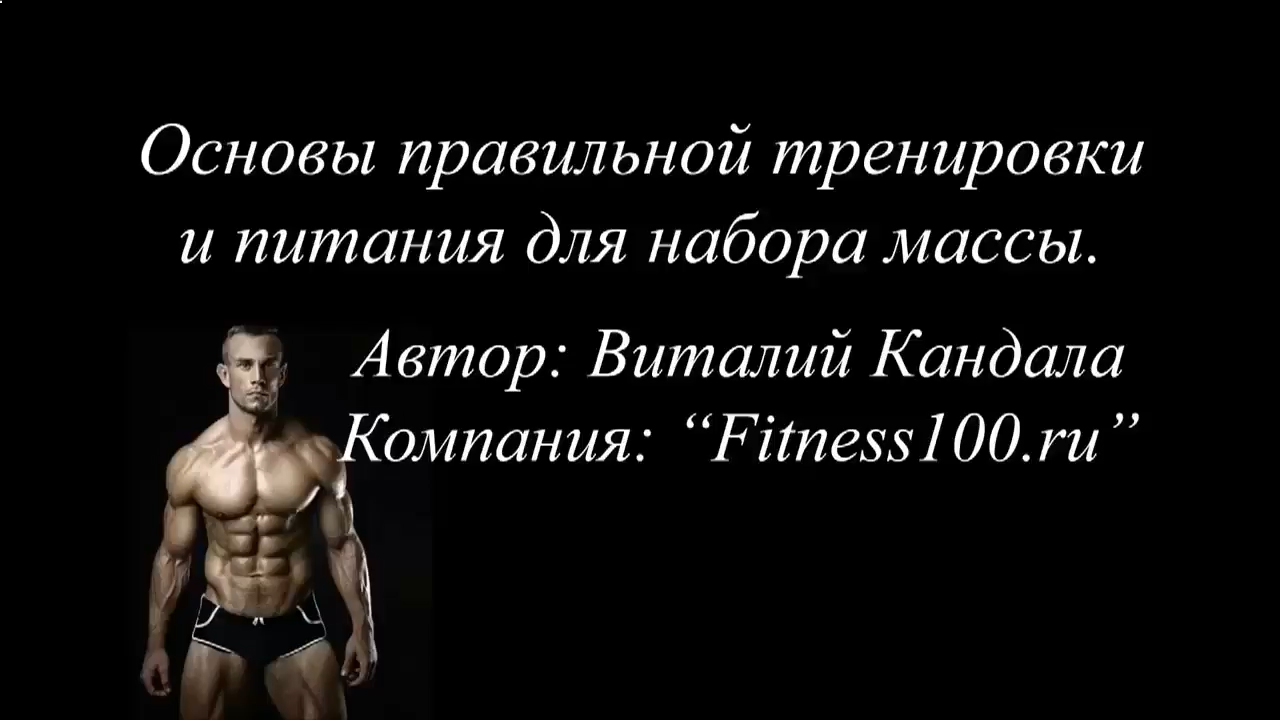 Основы правильной тренировки
и питания для набора массы.
Автор: Виталий Кандала
Компания: “Fitness100.ru”